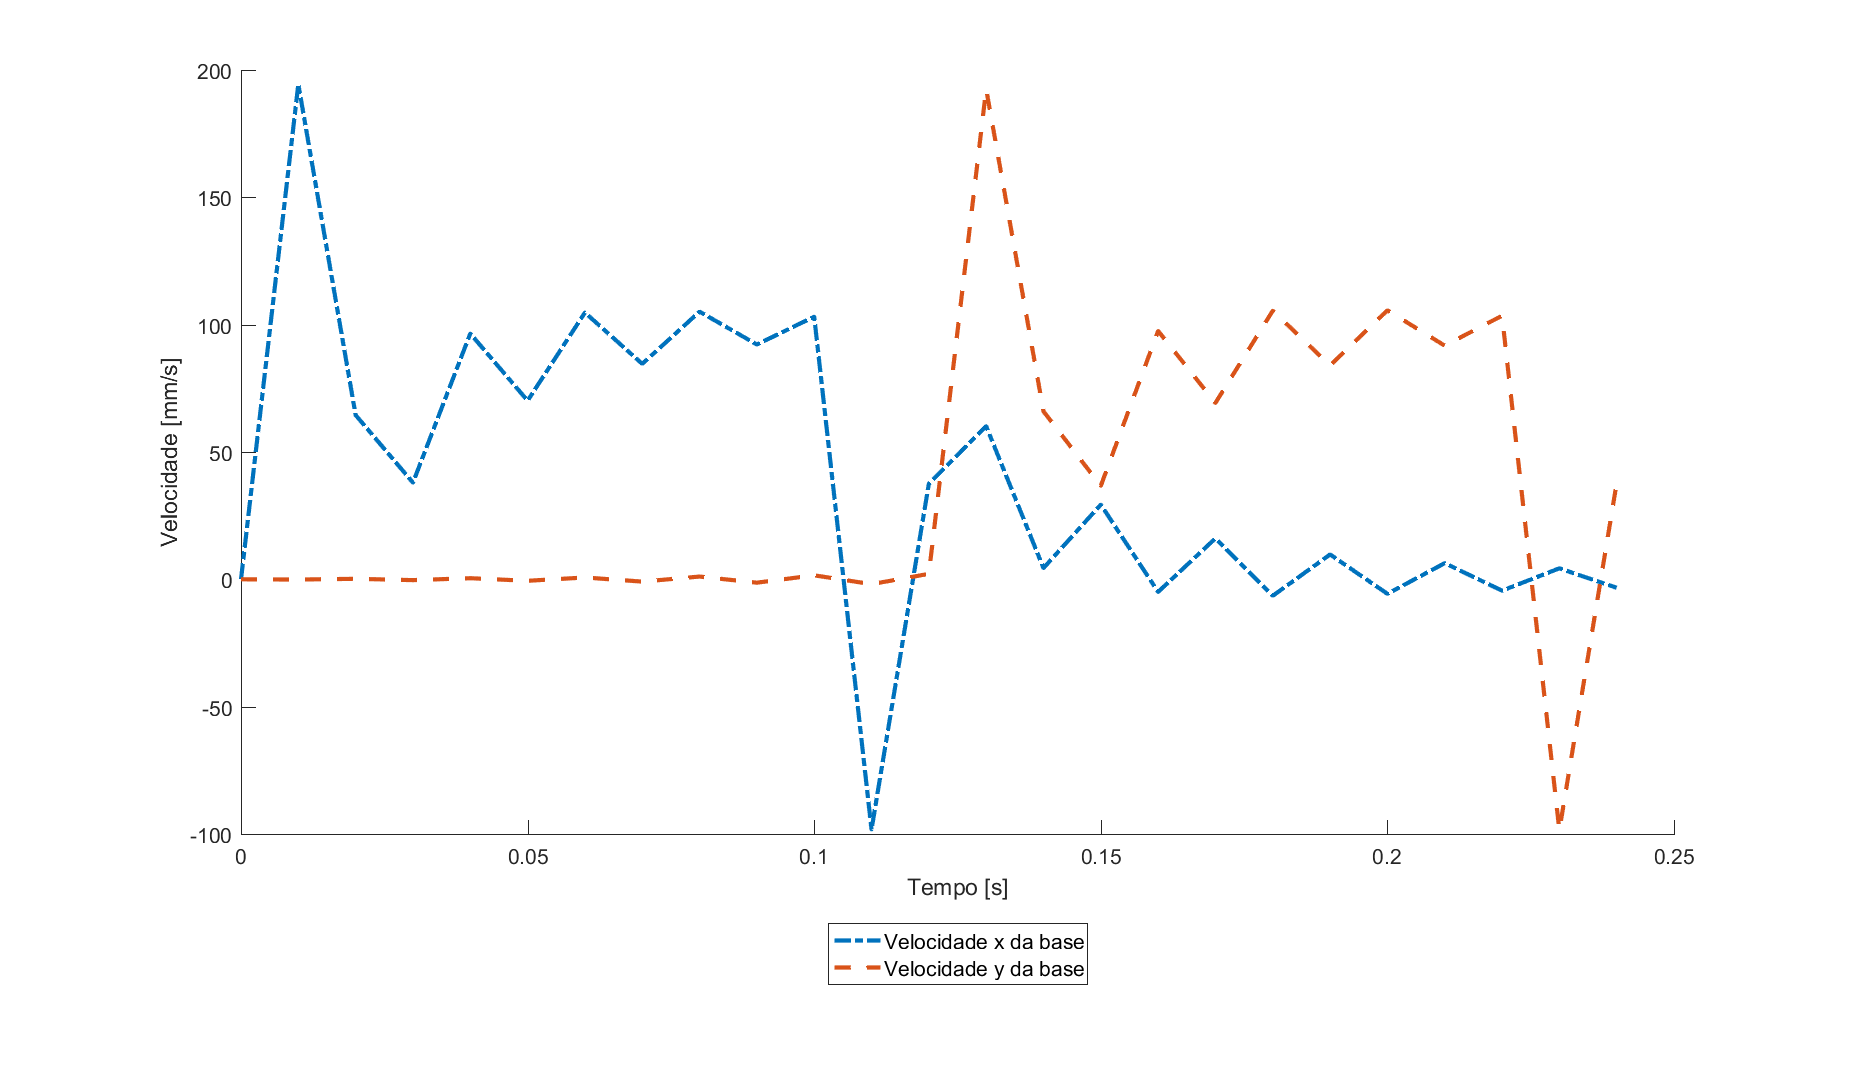 200
150
100
50
0
-50
-100
Velocidade [mm/s]
0 0.05 0.1 0.15 0.2 0.25
Tempo [s]
Velocidade x da base
Velocidade y da base